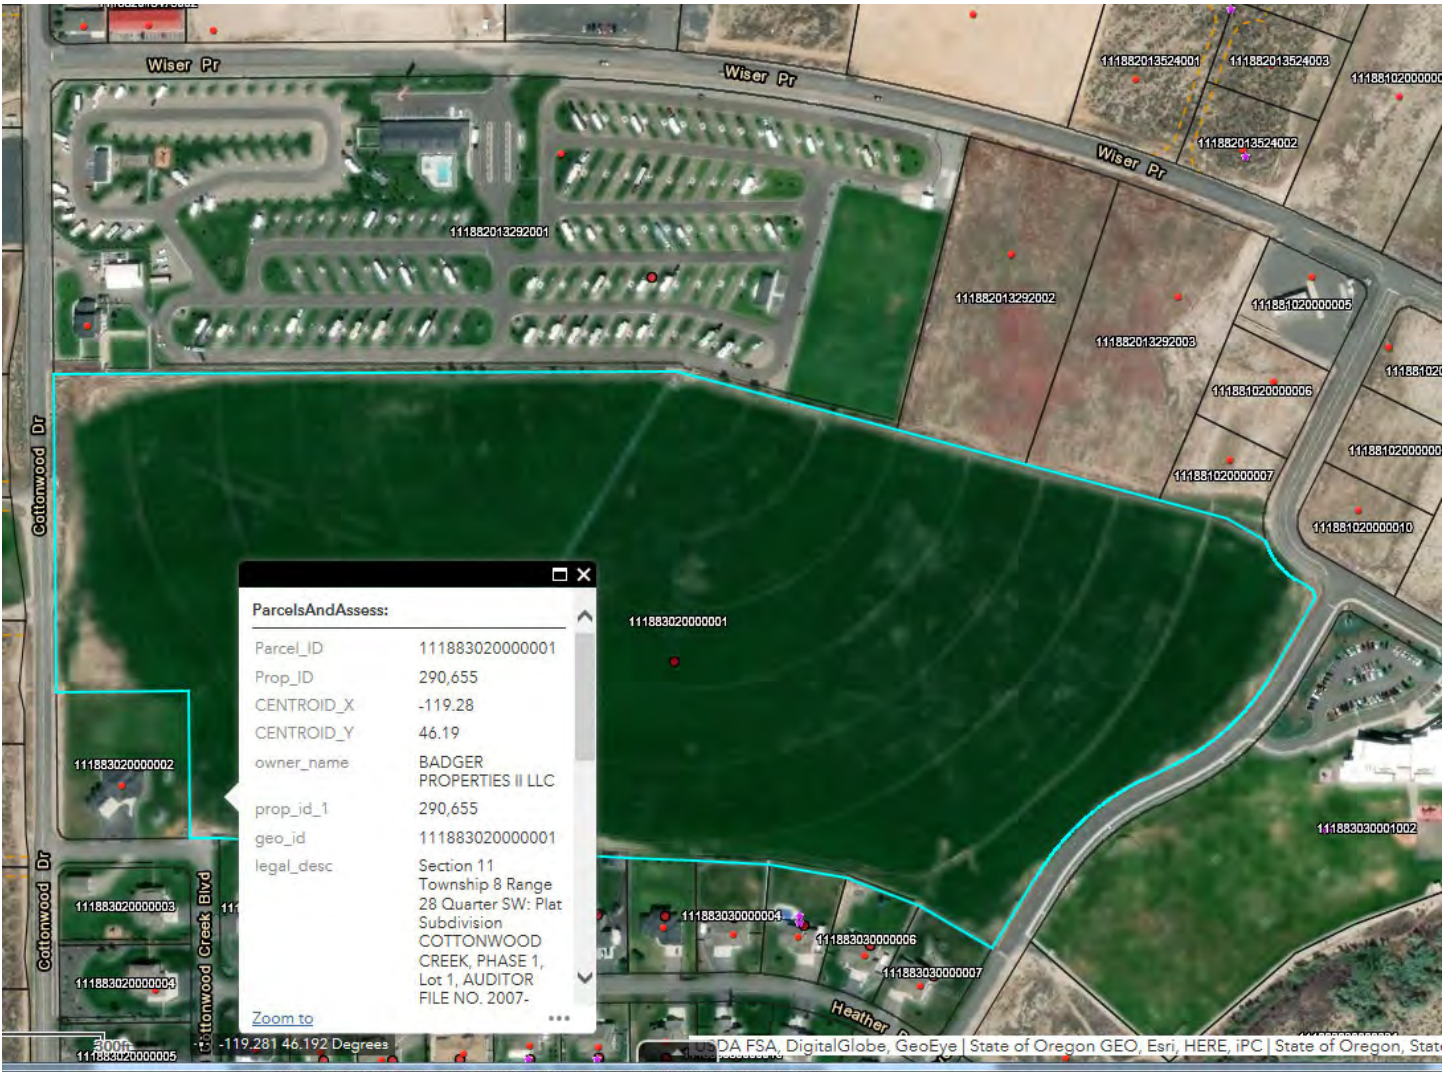 Wiser Pr
Wiser Pr
111882013524001
111882013524003
111882013524002
Wiser Pr
111882013292001
111882013292002
111881020000005
111882013292003
111881020000006
111881020000007
111881020000010
Cottonwood Dr
111883020000001
ParcelsAndAssess:
Parcel_ID 111883020000001
Prop_ID 290,655
CENTROID_X -119.28
CENTROID_Y 46.19
owner_name BADGER
PROPERTIES II LLC
prop_id_1 290,655
geo_id 111883020000001
legal_desc Section 11
Township 8 Range
28 Quarter SW: Plat
Subdivision
COTTONWOOD
CREEK, PHASE 1,
Lot 1, AUDITOR
FILE NO. 2007-
Zoom to
111883020000002
111883030001002
Cottonwood Dr
Cottonwood Creek Blvd
111883020000003
111883030000004
111883030000006
111883030000007
111883020000004
Heather
300ft
-119.281 46.192 Degrees
111883020000005
USDA FSA, DigitalGlobe, GeoEye | State of Oregon GEO, Esri, HERE, iPC | State of Oregon, State